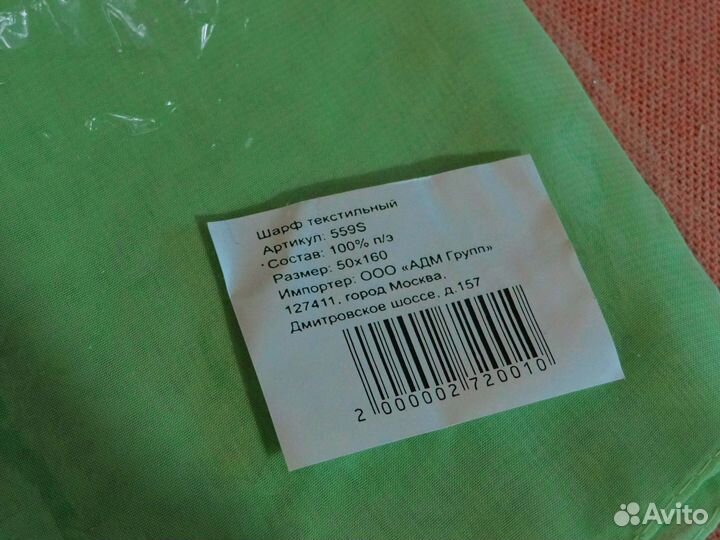 Шарф текстильный
Артикул: 559S
·Состав: 100% п/э
Размер: 50х160
Импортер: ООО «АДМ Групп»
127411, город Москва,
Дмитровское шоссе, д.157
2 000002 720010
Avito